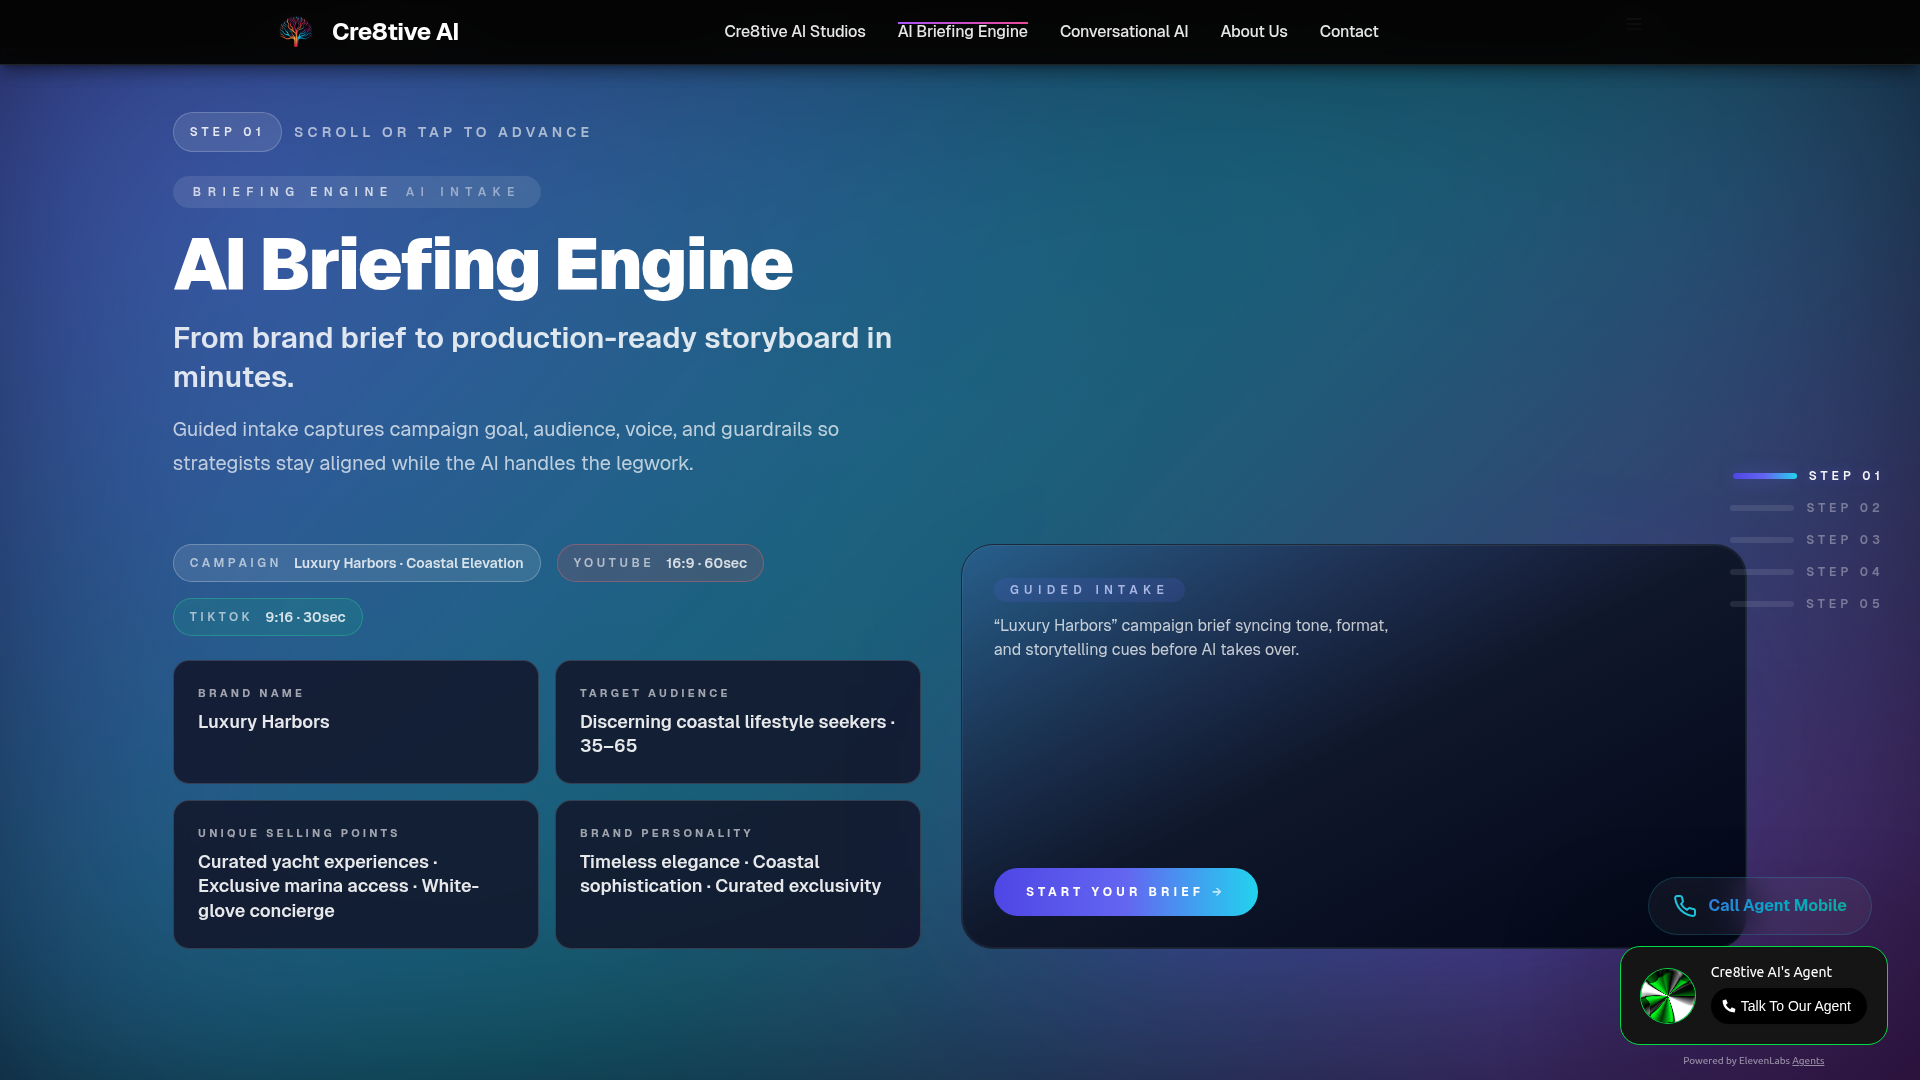 Cre8tive AI
Cre8tive AI Studios
AI Briefing Engine
Conversational AI
About Us
Contact
STEP 01
SCROLL OR TAP TO ADVANCE
BRIEFING ENGINE AI INTAKE
AI Briefing Engine
From brand brief to production-ready storyboard in
minutes.
Guided intake captures campaign goal, audience, voice, and guardrails so
strategists stay aligned while the AI handles the legwork.
CAMPAIGN Luxury Harbors · Coastal Elevation
YOUTUBE 16:9 · 60sec
TIKTOK 9:16 · 30sec
BRAND NAME
Luxury Harbors
TARGET AUDIENCE
Discerning coastal lifestyle seekers ·
35–65
UNIQUE SELLING POINTS
Curated yacht experiences ·
Exclusive marina access · White-
glove concierge
BRAND PERSONALITY
Timeless elegance · Coastal
sophistication · Curated exclusivity
GUIDED INTAKE
“Luxury Harbors” campaign brief syncing tone, format,
and storytelling cues before AI takes over.
START YOUR BRIEF →
STEP 01
STEP 02
STEP 03
STEP 04
STEP 05
Call Agent Mobile
Cre8tive AI's Agent
Talk To Our Agent
Powered by ElevenLabs Agents